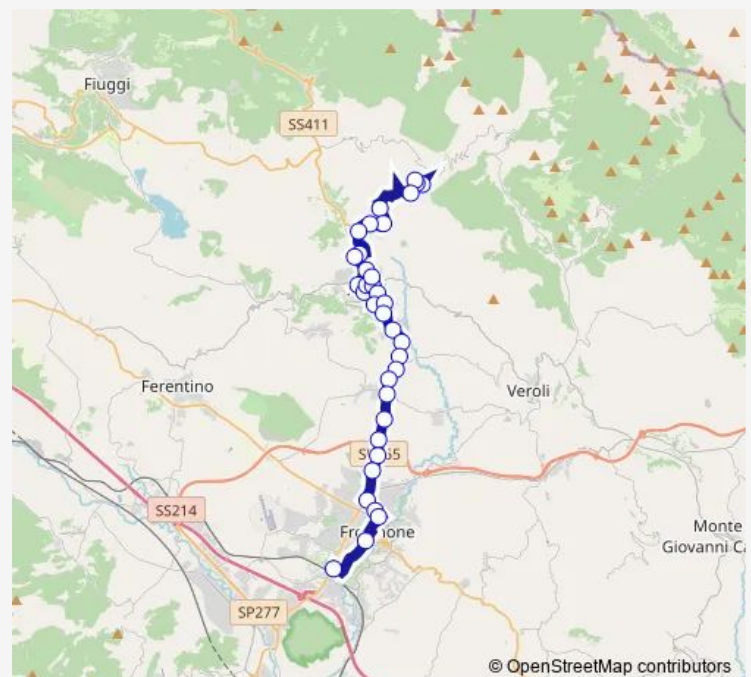 Fiuggi
SS411
Ferentino
Veroli
SS214
Monte
Giovanni
SP277
© OpenStreetMap contributors